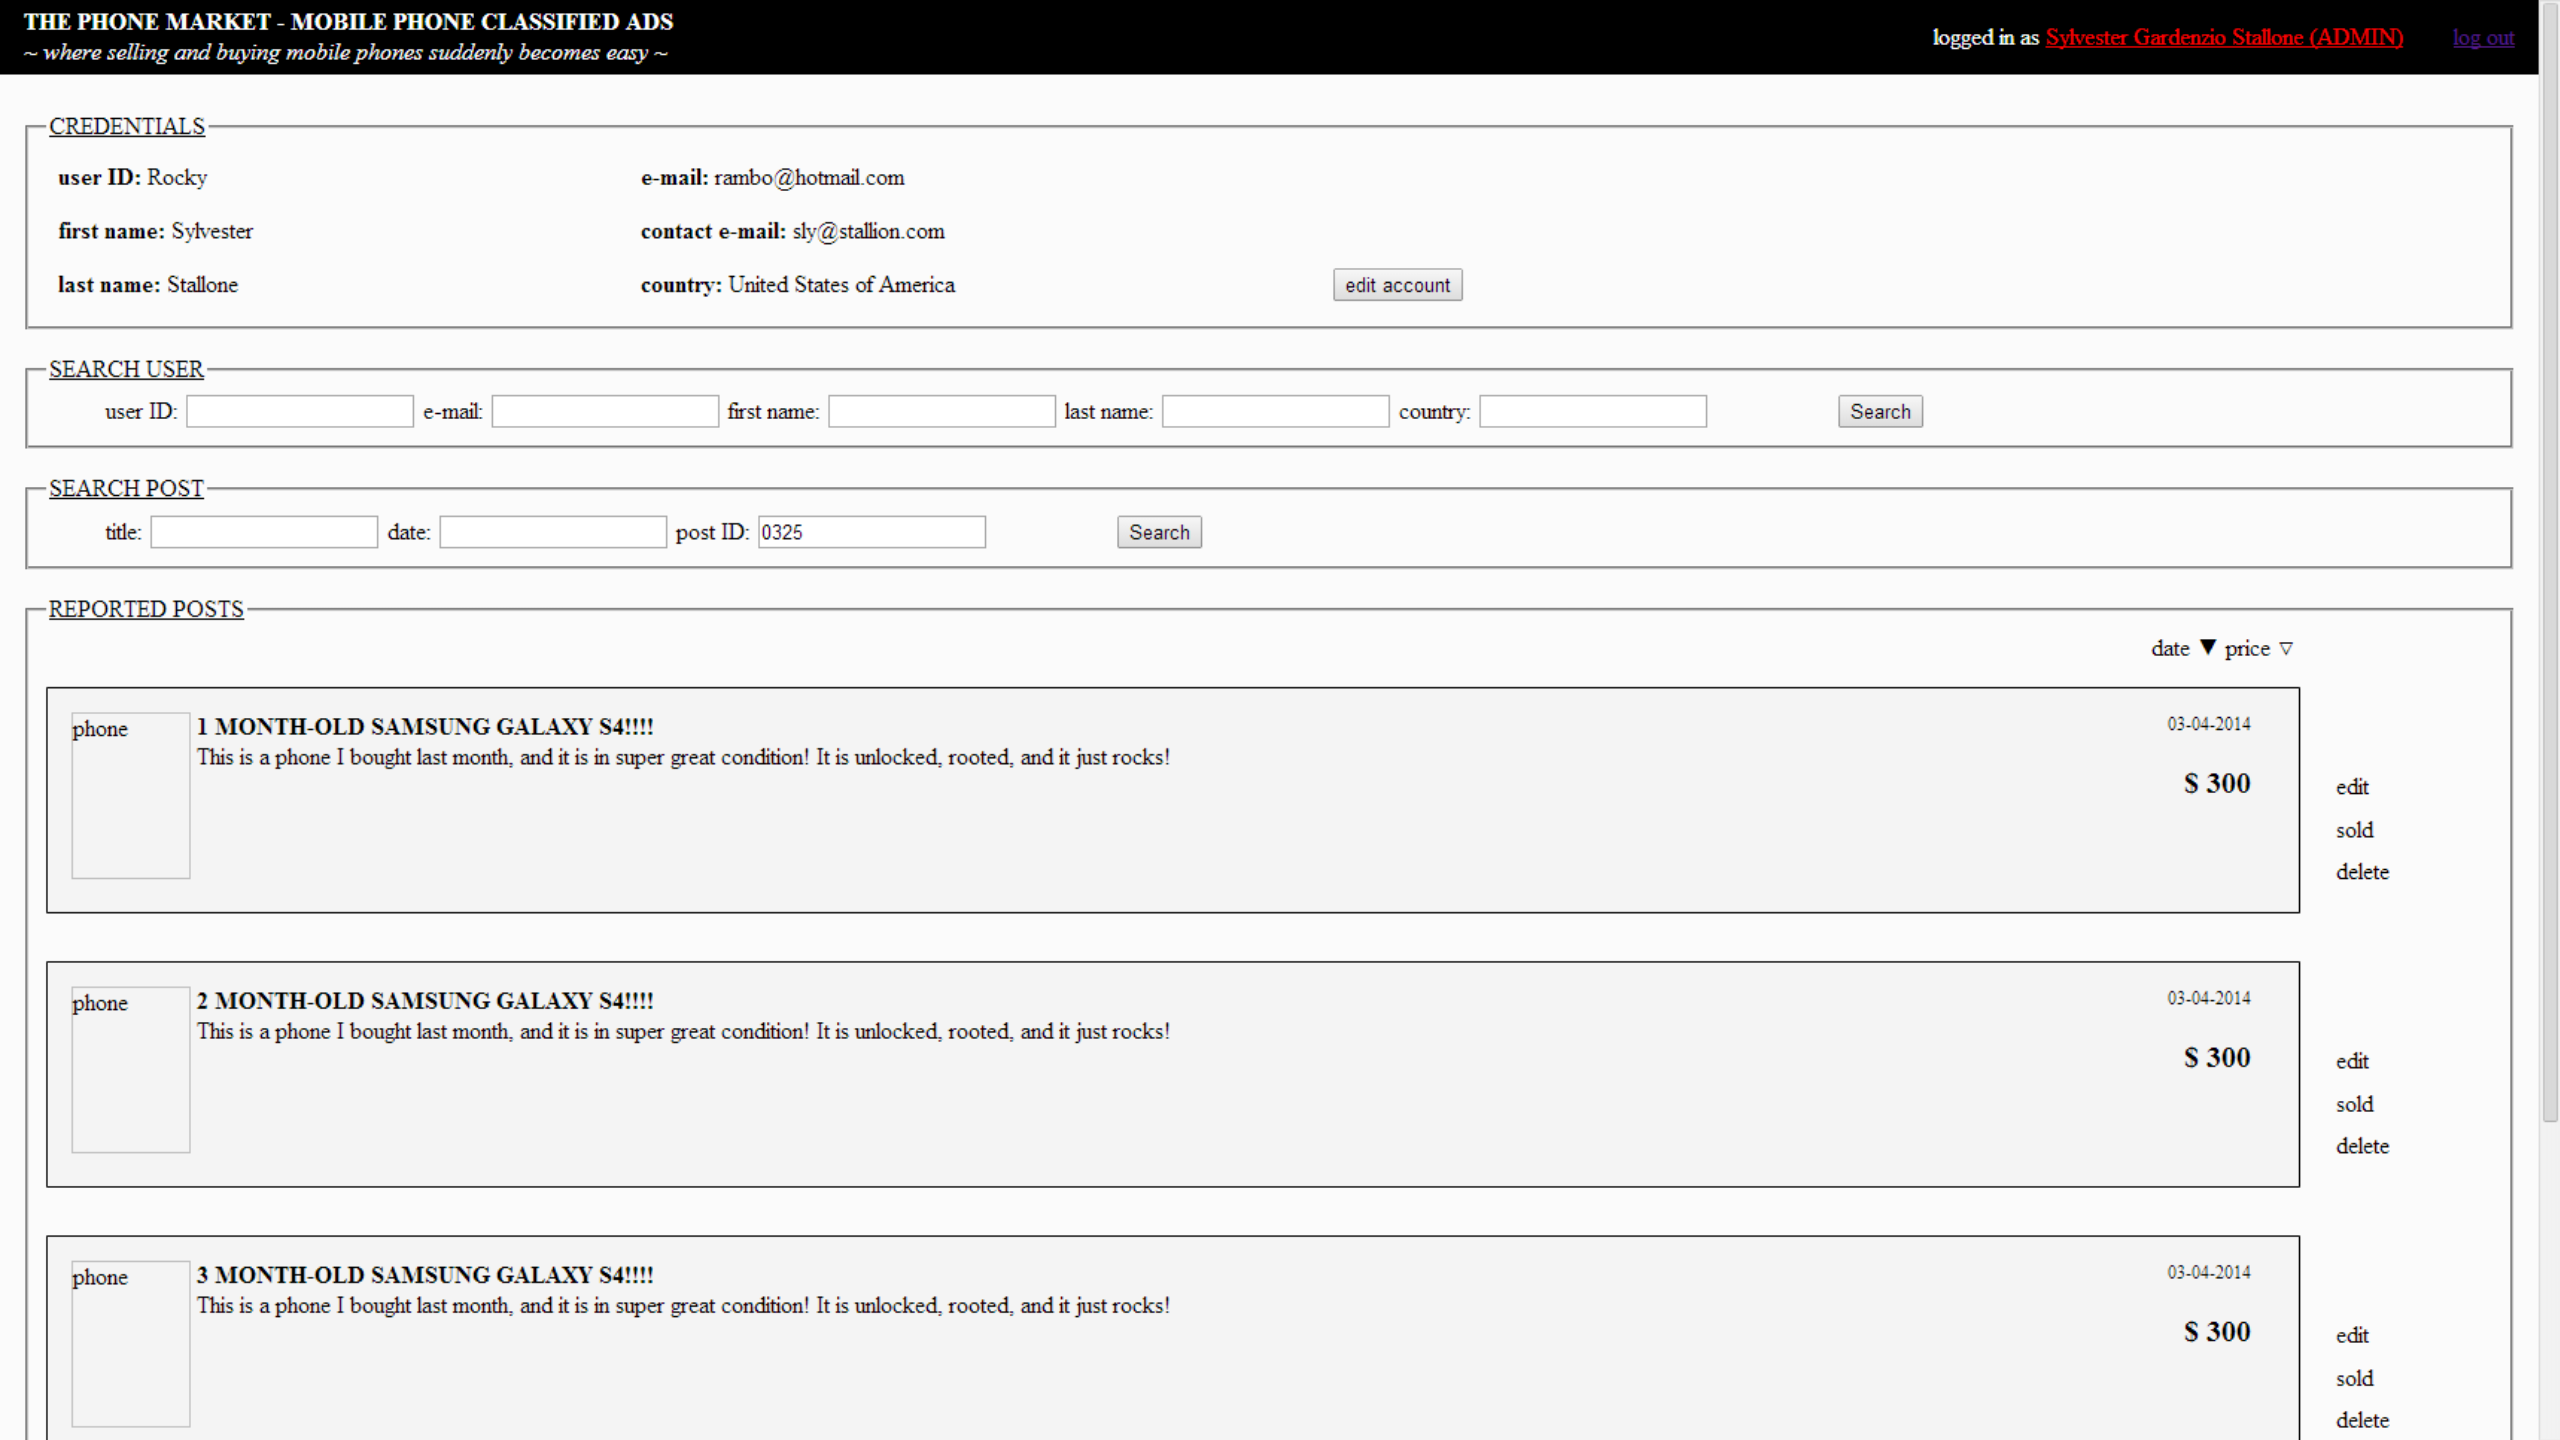 THE PHONE MARKET - MOBILE PHONE CLASSIFIED ADS
~ where selling and buying mobile phones suddenly becomes easy ~
logged in as Sylvester Gardenzio Stallone (ADMIN) log out
CREDENTIALS
user ID: Rocky e-mail: rambo@hotmail.com
first name: Sylvester contact e-mail: sly@stallion.com
last name: Stallone country: United States of America edit account
SEARCH USER
user ID: e-mail: first name: last name: country: Search
SEARCH POST
title: date: post ID: 0325 Search
REPORTED POSTS
date ▼ price ▽
phone 1 MONTH-OLD SAMSUNG GALAXY S4!!!! 03-04-2014
This is a phone I bought last month, and it is in super great condition! It is unlocked, rooted, and it just rocks!
$ 300
edit
sold
delete
phone 2 MONTH-OLD SAMSUNG GALAXY S4!!!! 03-04-2014
This is a phone I bought last month, and it is in super great condition! It is unlocked, rooted, and it just rocks!
$ 300
edit
sold
delete
phone 3 MONTH-OLD SAMSUNG GALAXY S4!!!! 03-04-2014
This is a phone I bought last month, and it is in super great condition! It is unlocked, rooted, and it just rocks!
$ 300
edit
sold
delete